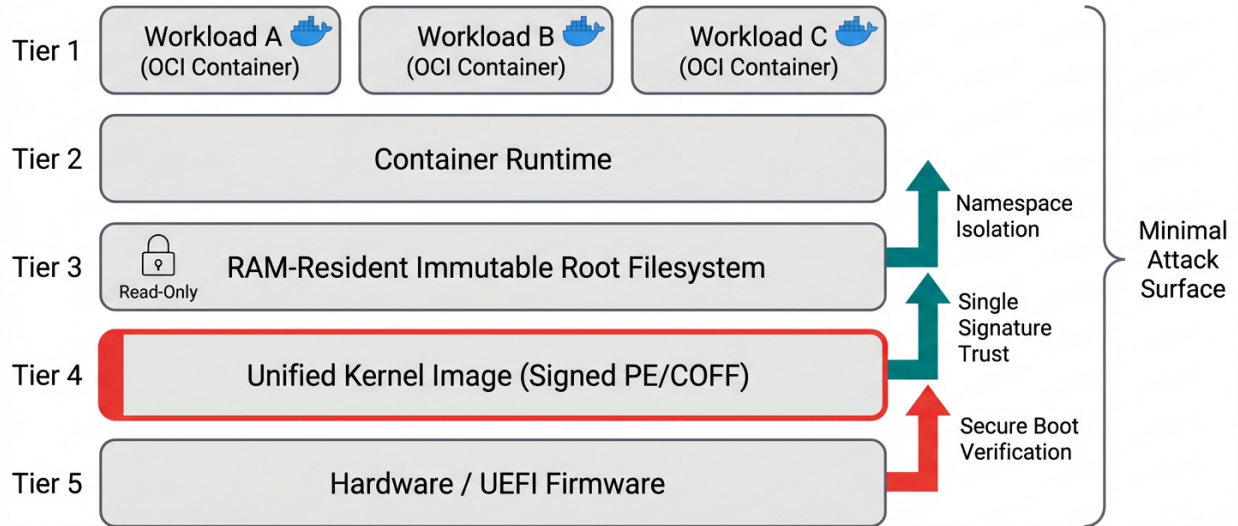 Tier 1
Workload A
(OCI Container)
Workload B
(OCI Container)
Workload C
(OCI Container)
Tier 2
Container Runtime
Namespace
Isolation
Tier 3
Read-Only
RAM-Resident Immutable Root Filesystem
Minimal
Attack
Surface
Single
Signature
Trust
Tier 4
Unified Kernel Image (Signed PE/COFF)
Secure Boot
Verification
Tier 5
Hardware / UEFI Firmware